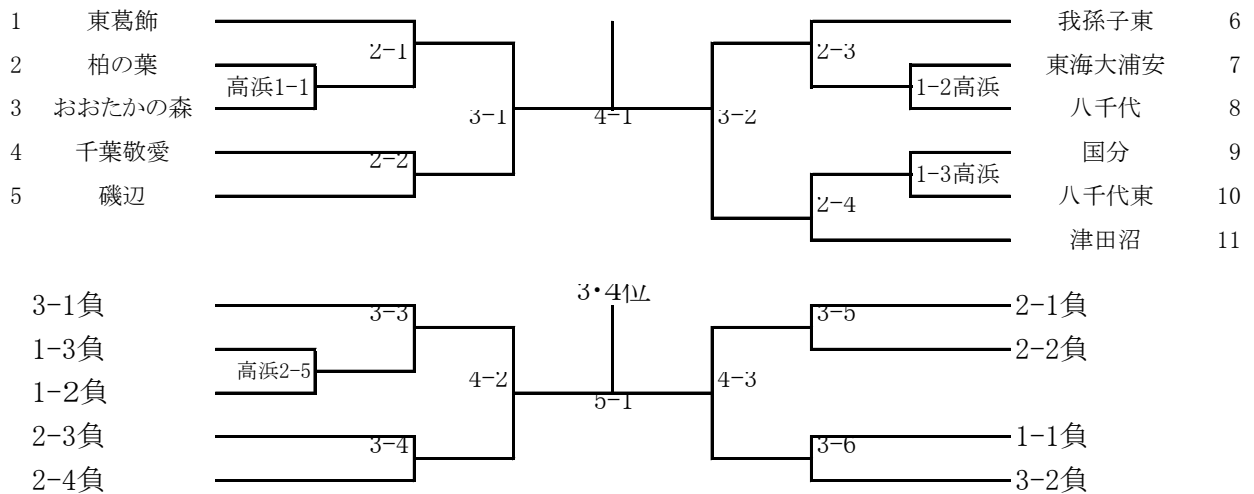 1 東葛飾 我孫子東 6
2-1 2-3
2 柏の葉 東海大浦安 7
高浜1-1 1-2高浜
3 おおたかの森 八千代 8
3-1 4-1 3-2
4 千葉敬愛 国分 9
2-2 1-3高浜
5 磯辺 八千代東 10
2-4
津田沼 11
3・4位
3-1負 3-3 3-5 2-1負
1-3負 2-2負
高浜2-5 4-2 4-3
1-2負 5-1
2-3負 3-4 3-6 1-1負
2-4負 3-2負